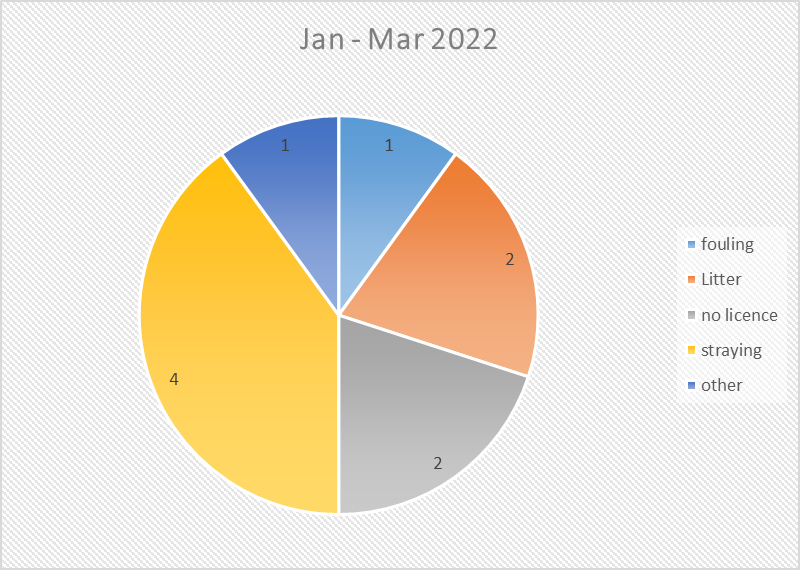 Jan - Mar 2022
1
1
2
2
4
fouling
Litter
no licence
straying
other